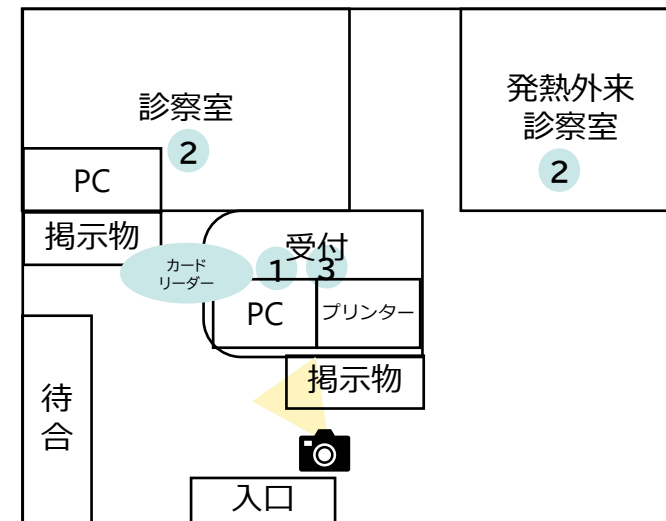 診察室
2
PC
掲示物
発熱外来
診察室
2
受付
カード
リーダー
1
3
PC
プリンター
掲示物
待
合
入口